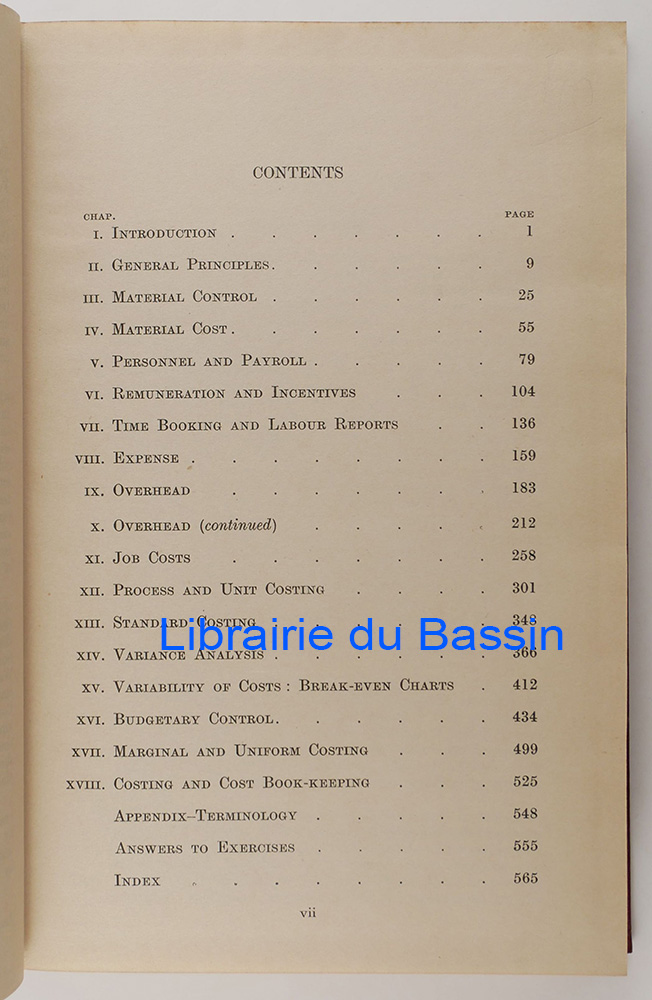 CONTENTS
CHAP. PAGE
I. INTRODUCTION . . . . . . . 1
II. GENERAL PRINCIPLES . . . . . . 9
III. MATERIAL CONTROL . . . . . . 25
IV. MATERIAL COST . . . . . . . 55
V. PERSONNEL AND PAYROLL . . . . . 79
VI. REMUNERATION AND INCENTIVES . . . 104
VII. TIME BOOKING AND LABOUR REPORTS . . 136
VIII. EXPENSE . . . . . . . . 159
IX. OVERHEAD . . . . . . . 183
X. OVERHEAD (continued) . . . . . 212
XI. JOB COSTS . . . . . . . 258
XII. PROCESS AND UNIT COSTING . . . . 301
XIII. STANDARD COSTING . . . . . . 348
Librairie du Bassin
XIV. VARIANCE ANALYSIS . . . . . . 366
XV. VARIABILITY OF COSTS : BREAK-EVEN CHARTS . 412
XVI. BUDGETARY CONTROL . . . . . . 434
XVII. MARGINAL AND UNIFORM COSTING . . . 499
XVIII. COSTING AND COST BOOK-KEEPING . . . 525
APPENDIX–TERMINOLOGY . . . . . 548
ANSWERS TO EXERCISES . . . . . 555
INDEX . . . . . . . . 565
vii